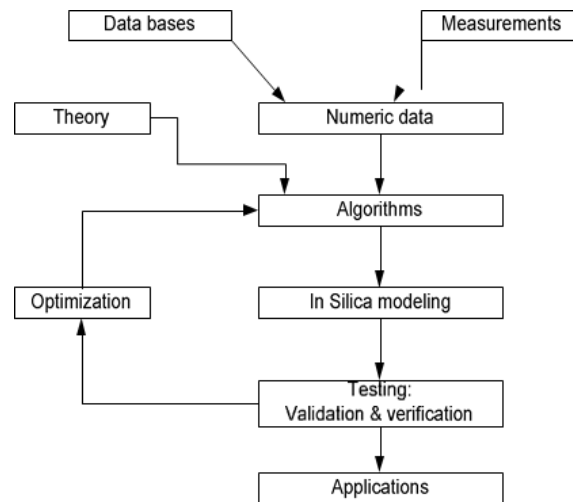 Data bases
Measurements
Theory
Numeric data
Algorithms
Optimization
In Silica modeling
Testing:
Validation & verification
Applications